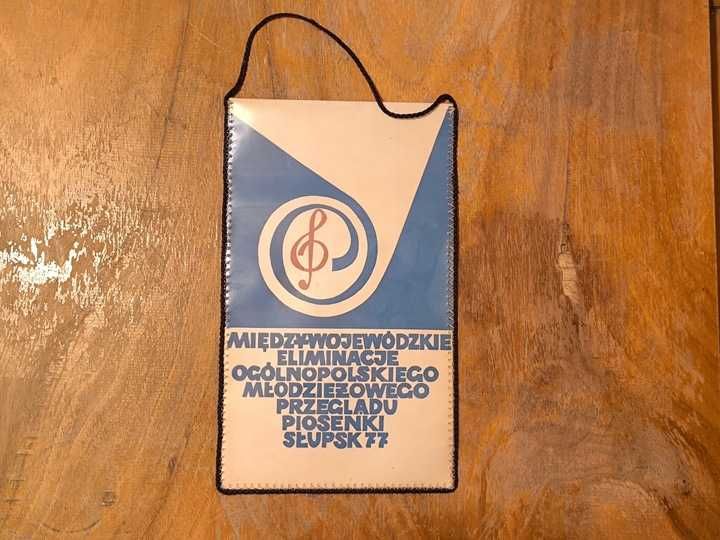 MIĘDZYWOJEWÓDZKIE
ELIMINACJE
OGÓLNOPOLSKIEGO
MŁODZIEŻOWEGO
PRZEGLĄDU
PIOSENKI
SŁUPSK 77